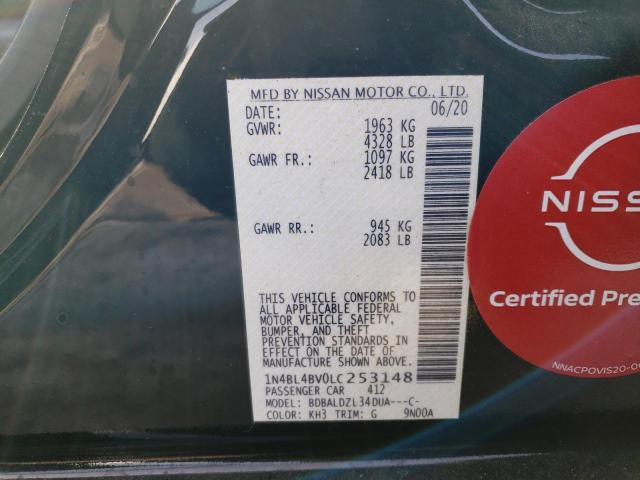 MFD BY NISSAN MOTOR CO., LTD.
DATE: 06/20
GVWR: 1963 KG
4328 LB
GAWR FR.: 1097 KG
2418 LB
GAWR RR.: 945 KG
2083 LB
THIS VEHICLE CONFORMS TO
ALL APPLICABLE FEDERAL
MOTOR VEHICLE SAFETY,
BUMPER, AND THEFT
PREVENTION STANDARDS IN
EFFECT ON THE DATE OF
MANUFACTURE SHOWN ABOVE.
1N4BL4BV0LC253148
PASSENGER CAR 412
MODEL: BDBALDZL34DUA---C-
COLOR: KH3 TRIM: G 9N00A
NISS
Certified Pre
NNACPOVIS20-0